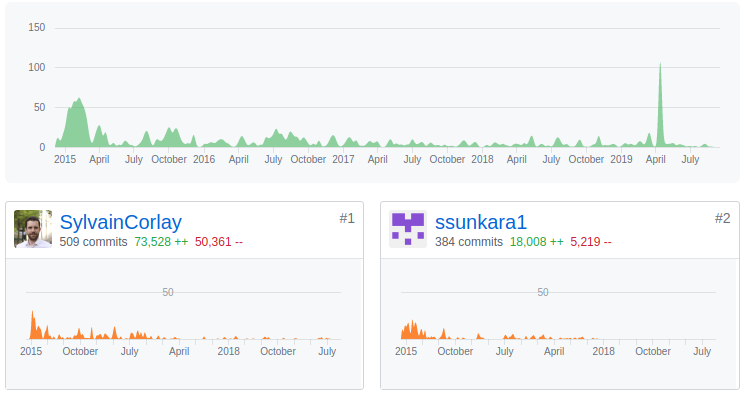 150
100
50
0
2015 April July October 2016 April July October 2017 April July October 2018 April July October 2019 April July
SylvainCorlay #1
509 commits 73,528 ++ 50,361 --
50
2015 October July April 2018 October July
ssunkara1 #2
384 commits 18,008 ++ 5,219 --
50
2015 October July April 2018 October July